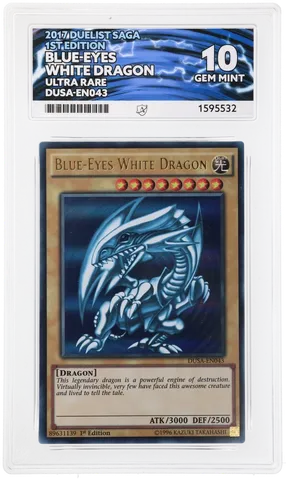 2017 DUELIST SAGA
1ST EDITION
BLUE-EYES
WHITE DRAGON
ULTRA RARE
DUSA-EN043
10
GEM MINT
1595532
BLUE-EYES WHITE DRAGON
光
DUSA-EN043
[DRAGON]
This legendary dragon is a powerful engine of destruction.
Virtually invincible, very few have faced this awesome creature
and lived to tell the tale.
ATK/3000 DEF/2500
89631139 1st Edition
©1996 KAZUKI TAKAHASHI